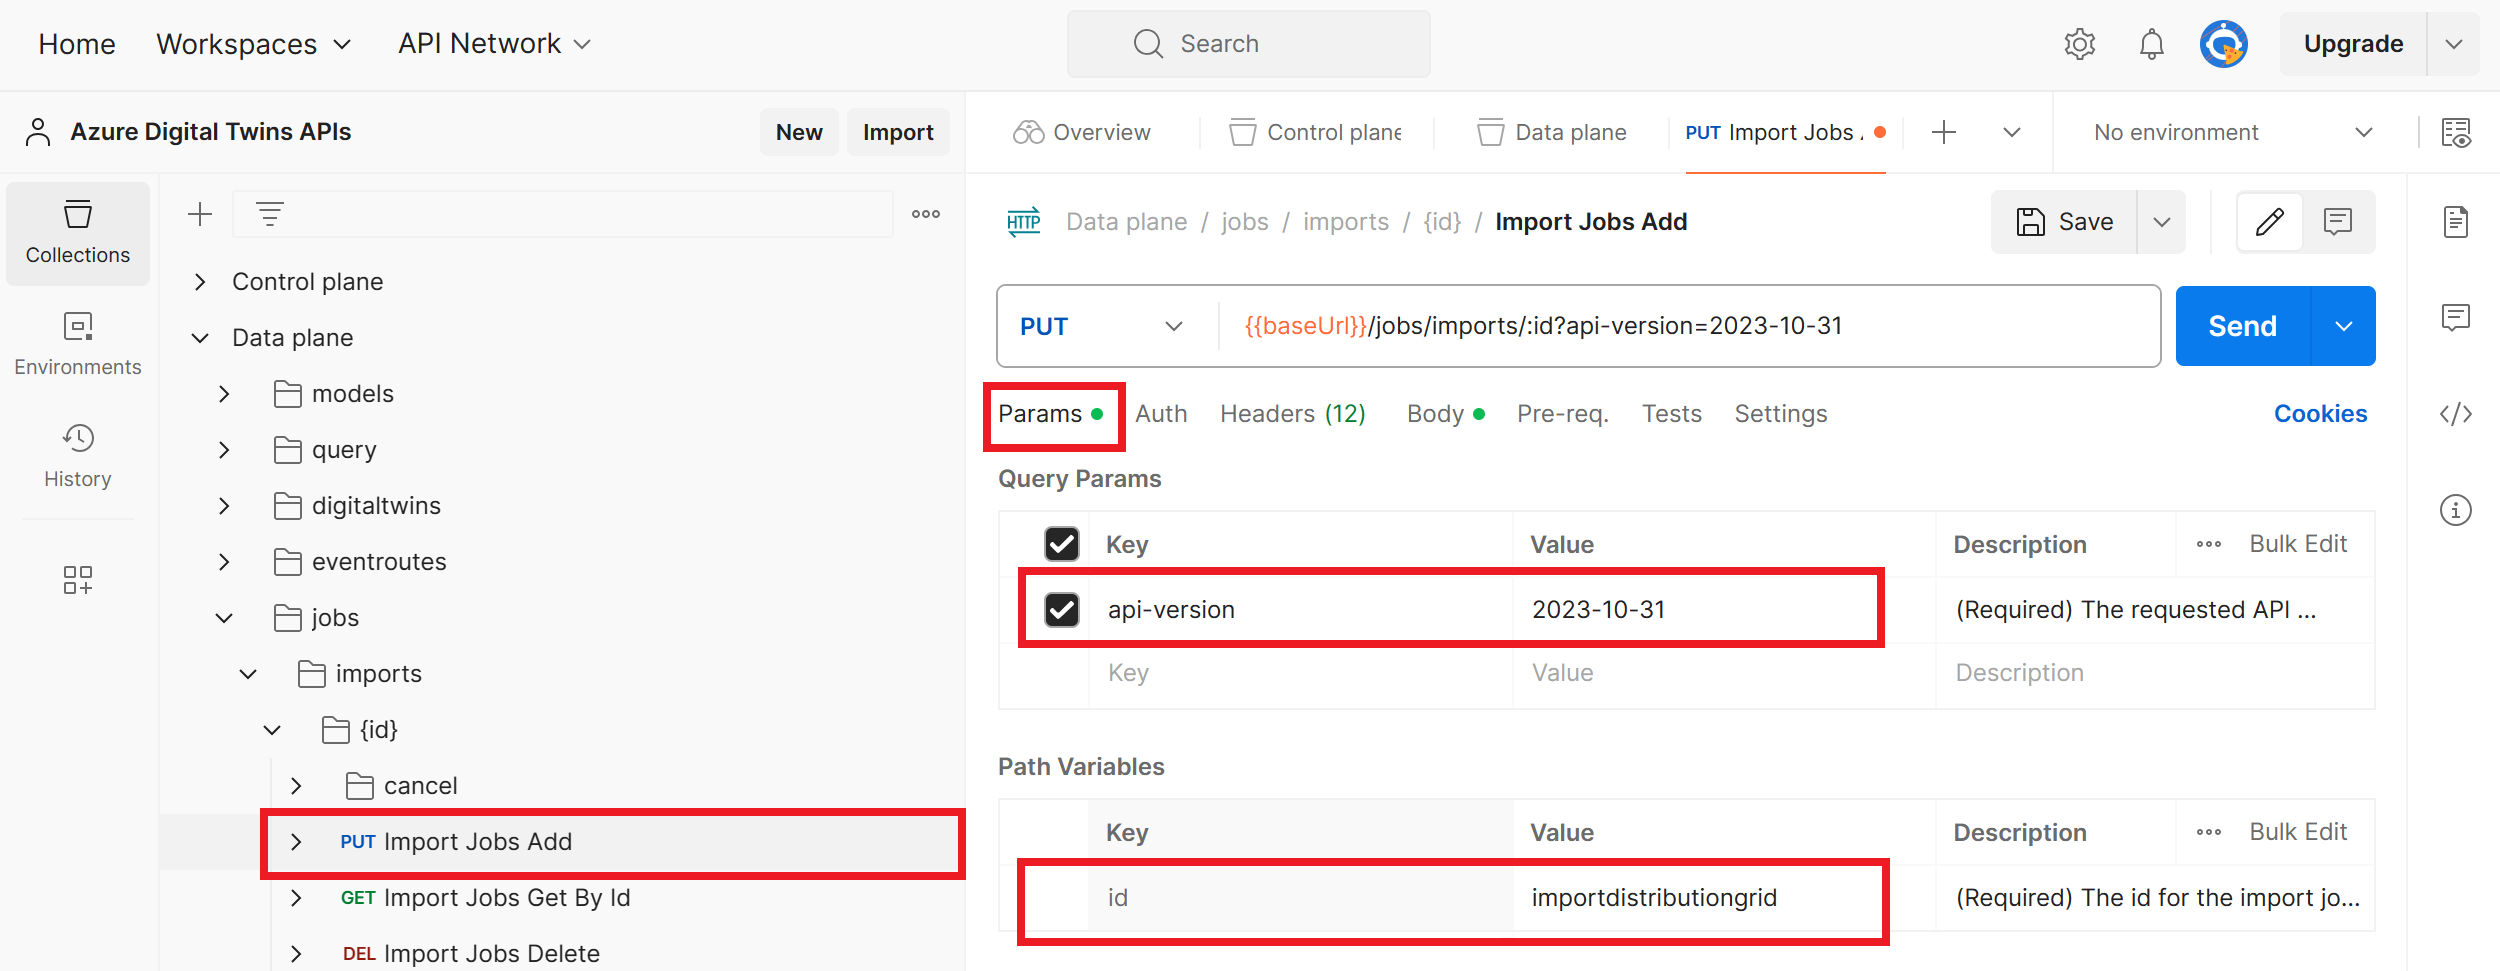 Home Workspaces API Network Search Upgrade
Azure Digital Twins APIs New Import
Overview Control plane Data plane PUT Import Jobs No environment
Collections
Environments
History
Control plane
Data plane
models
query
digitaltwins
eventroutes
jobs
imports
{id}
cancel
PUT Import Jobs Add
GET Import Jobs Get By Id
DEL Import Jobs Delete
HTTP Data plane / jobs / imports / {id} / Import Jobs Add Save
PUT {{baseUrl}}/jobs/imports/:id?api-version=2023-10-31 Send
Params Auth Headers (12) Body Pre-req. Tests Settings Cookies
Query Params
Key Value Description Bulk Edit
api-version 2023-10-31 (Required) The requested API ...
Key Value Description
Path Variables
Key Value Description Bulk Edit
id importdistributiongrid (Required) The id for the import jo...